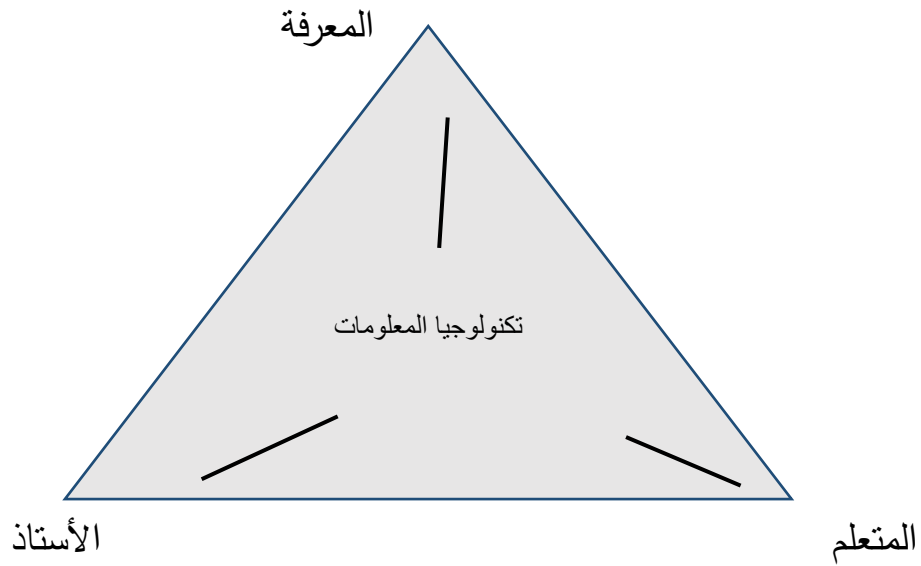 المعرفة
تكنولوجيا المعلومات
المتعلم
الأستاذ